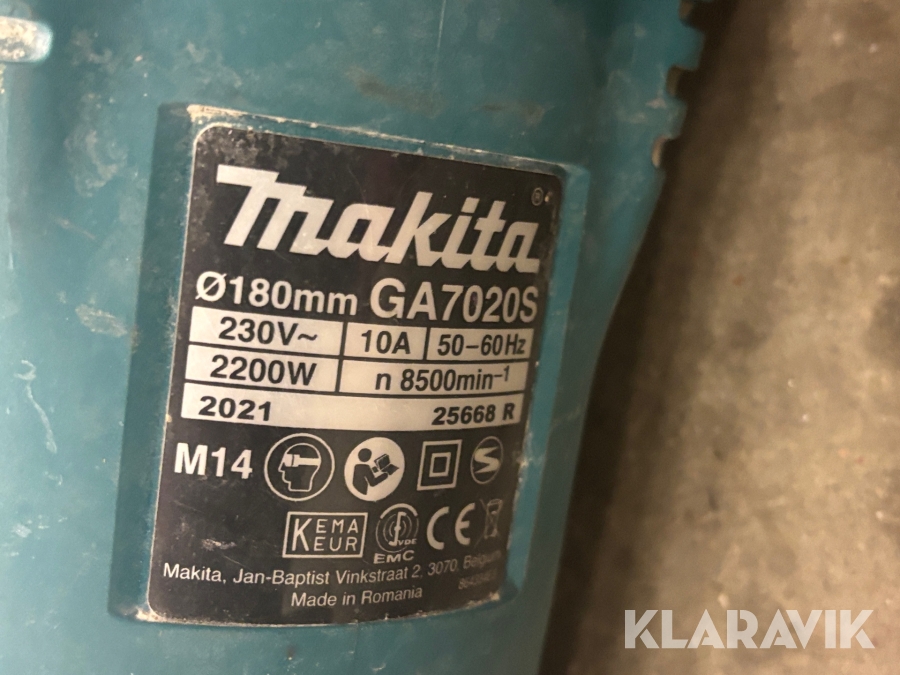 makita ®
Ø180mm GA7020S
230V~ 10A 50-60Hz
2200W n 8500min⁻¹
2021 25668 R
M14
KEMA
KEUR
VDE
EMC
CE
Makita, Jan-Baptist Vinkstraat 2, 3070, Belgium
Made in Romania
KLARAVIK